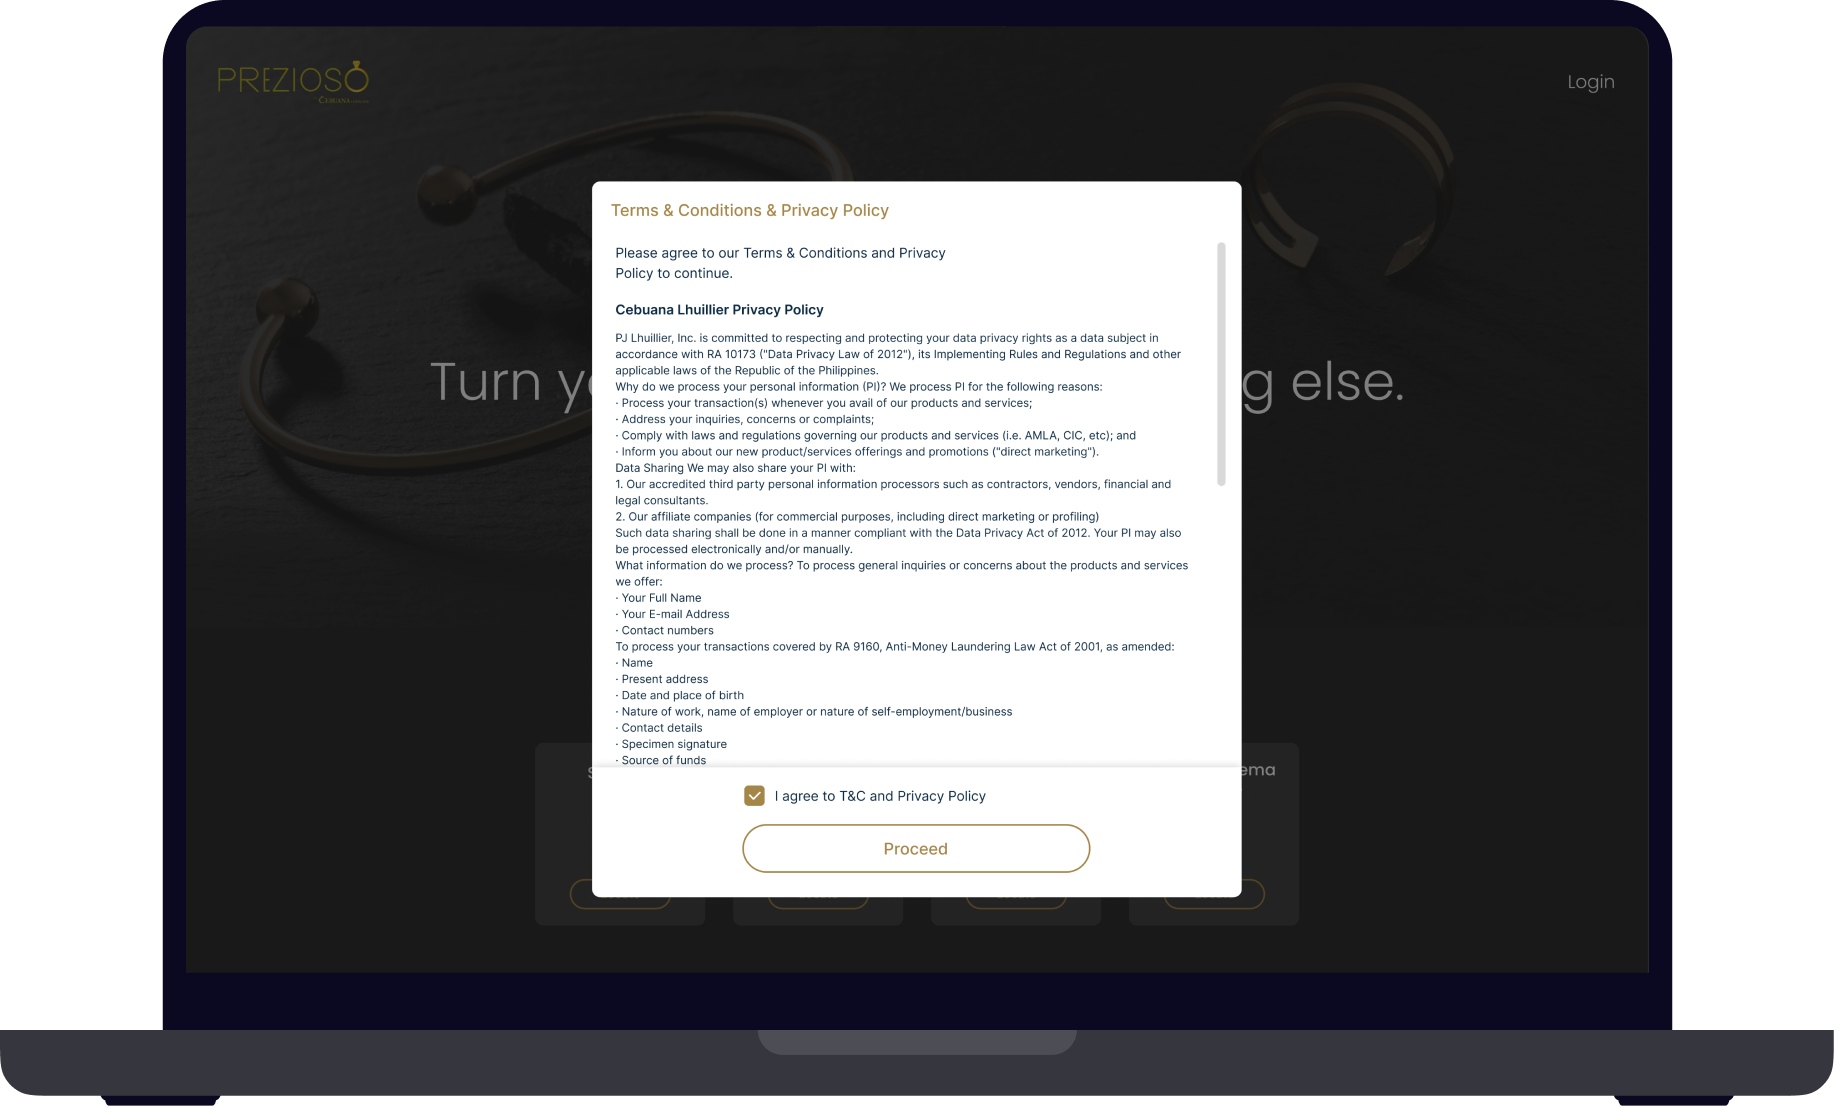 PREZIOSO
CEBUANA
Login
Terms & Conditions & Privacy Policy
Please agree to our Terms & Conditions and Privacy
Policy to continue.
Cebuana Lhuillier Privacy Policy
PJ Lhuillier, Inc. is committed to respecting and protecting your data privacy rights as a data subject in
accordance with RA 10173 ("Data Privacy Law of 2012"), its Implementing Rules and Regulations and other
applicable laws of the Republic of the Philippines.
Why do we process your personal information (PI)? We process PI for the following reasons:
· Process your transaction(s) whenever you avail of our products and services;
· Address your inquiries, concerns or complaints;
· Comply with laws and regulations governing our products and services (i.e. AMLA, CIC, etc); and
· Inform you about our new product/services offerings and promotions ("direct marketing").
Data Sharing We may also share your PI with:
1. Our accredited third party personal information processors such as contractors, vendors, financial and
legal consultants.
2. Our affiliate companies (for commercial purposes, including direct marketing or profiling)
Such data sharing shall be done in a manner compliant with the Data Privacy Act of 2012. Your PI may also
be processed electronically and/or manually.
What information do we process? To process general inquiries or concerns about the products and services
we offer:
· Your Full Name
· Your E-mail Address
· Contact numbers
To process your transactions covered by RA 9160, Anti-Money Laundering Law Act of 2001, as amended:
· Name
· Present address
· Date and place of birth
· Nature of work, name of employer or nature of self-employment/business
· Contact details
· Specimen signature
· Source of funds
I agree to T&C and Privacy Policy
Proceed
Turn y g else.
ema